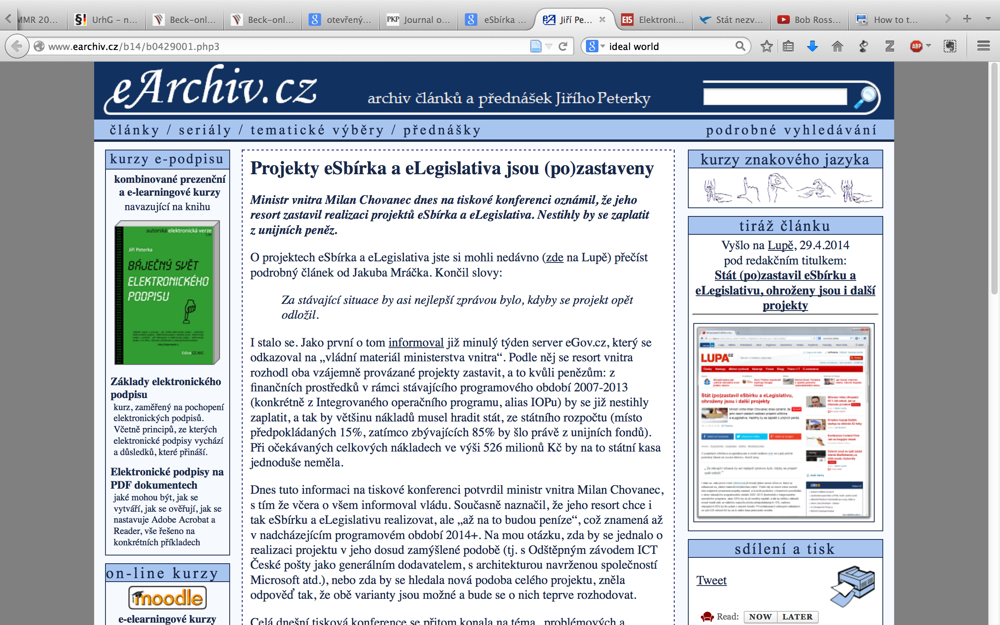 MMR 20...
UrhG - n...
Beck-onl...
Beck-onl...
otevřený...
PKP Journal o...
eSbírka ...
Jiří Pe...
E15 Elektroni...
Stát nezv...
Bob Ross...
How to t...
www.earchiv.cz/b14/b0429001.php3
ideal world
ABP
eArchiv.cz
archiv článků a přednášek Jiřího Peterky
články / seriály / tematické výběry / přednášky
podrobné vyhledávání
kurzy e-podpisu
kombinované prezenční
a e-learningové kurzy
navazující na knihu
autorská elektronická verze
Jiří Peterka
BÁJEČNÝ SVĚT
ELEKTRONICKÉHO
PODPISU
Edice CZ.NIC
Základy elektronického
podpisu
kurz, zaměřený na pochopení
elektronických podpisů.
Včetně principů, ze kterých
elektronické podpisy vychází
a důsledků, které přináší.
Elektronické podpisy na
PDF dokumentech
jaké mohou být, jak se
vytváří, jak se ověřují, jak se
nastavuje Adobe Acrobat a
Reader, vše řešeno na
konkrétních příkladech
on-line kurzy
moodle
e-elearningové kurzy
Projekty eSbírka a eLegislativa jsou (po)zastaveny
Ministr vnitra Milan Chovanec dnes na tiskové konferenci oznámil, že jeho
resort zastavil realizaci projektů eSbírka a eLegislativa. Nestihly by se zaplatit
z unijních peněz.
O projektech eSbírka a eLegislativa jste si mohli nedávno (zde na Lupě) přečíst
podrobný článek od Jakuba Mráčka. Končil slovy:
Za stávající situace by asi nejlepší zprávou bylo, kdyby se projekt opět
odložil.
I stalo se. Jako první o tom informoval již minulý týden server eGov.cz, který se
odkazoval na „vládní materiál ministerstva vnitra“. Podle něj se resort vnitra
rozhodl oba vzájemně provázané projekty zastavit, a to kvůli penězům: z
finančních prostředků v rámci stávajícího programového období 2007-2013
(konkrétně z Integrovaného operačního programu, alias IOPu) by se již nestihly
zaplatit, a tak by většinu nákladů musel hradit stát, ze státního rozpočtu (místo
předpokládaných 15%, zatímco zbývajících 85% by šlo právě z unijních fondů).
Při očekávaných celkových nákladech ve výši 526 milionů Kč by na to státní kasa
jednoduše neměla.
Dnes tuto informaci na tiskové konferenci potvrdil ministr vnitra Milan Chovanec,
s tím že včera o všem informoval vládu. Současně naznačil, že jeho resort chce i
tak eSbírku a eLegislativu realizovat, ale „až na to budou peníze“, což znamená až
v nadcházejícím programovém období 2014+. Na mou otázku, zda by se jednalo o
realizaci projektu v jeho dosud zamýšlené podobě (tj. s Odštěpným závodem ICT
České pošty jako generálním dodavatelem, s architekturou navrženou společností
Microsoft atd.), nebo zda by se hledala nová podoba celého projektu, zněla
odpověď tak, že obě varianty jsou možné a bude se o nich teprve rozhodovat.
Celá dnešní tisková konference se přitom konala na téma „problémových a
kurzy znakového jazyka
tiráž článku
Vyšlo na Lupě, 29.4.2014
pod redakčním titulkem:
Stát (po)zastavil eSbírku a
eLegislativu, ohroženy jsou i další
projekty
LUPA.CZ
Stát (po)zastavil eSbírku a eLegislativu,
ohroženy jsou i další projekty
sdílení a tisk
Tweet
Read: NOW LATER